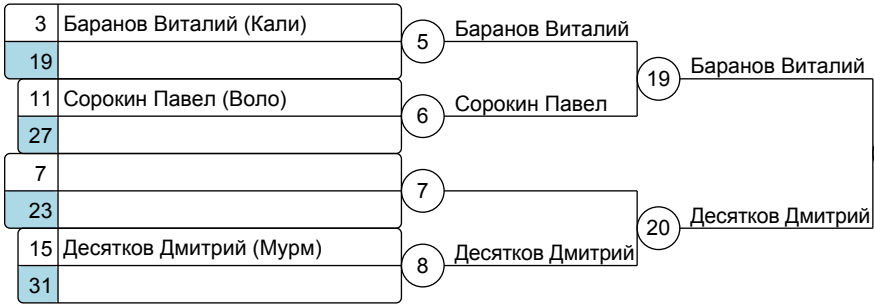 3 Баранов Виталий (Кали)
19
5 Баранов Виталий
11 Сорокин Павел (Воло)
27
6 Сорокин Павел
19 Баранов Виталий
7
23
7
15 Десятков Дмитрий (Мурм)
31
8 Десятков Дмитрий
20 Десятков Дмитрий